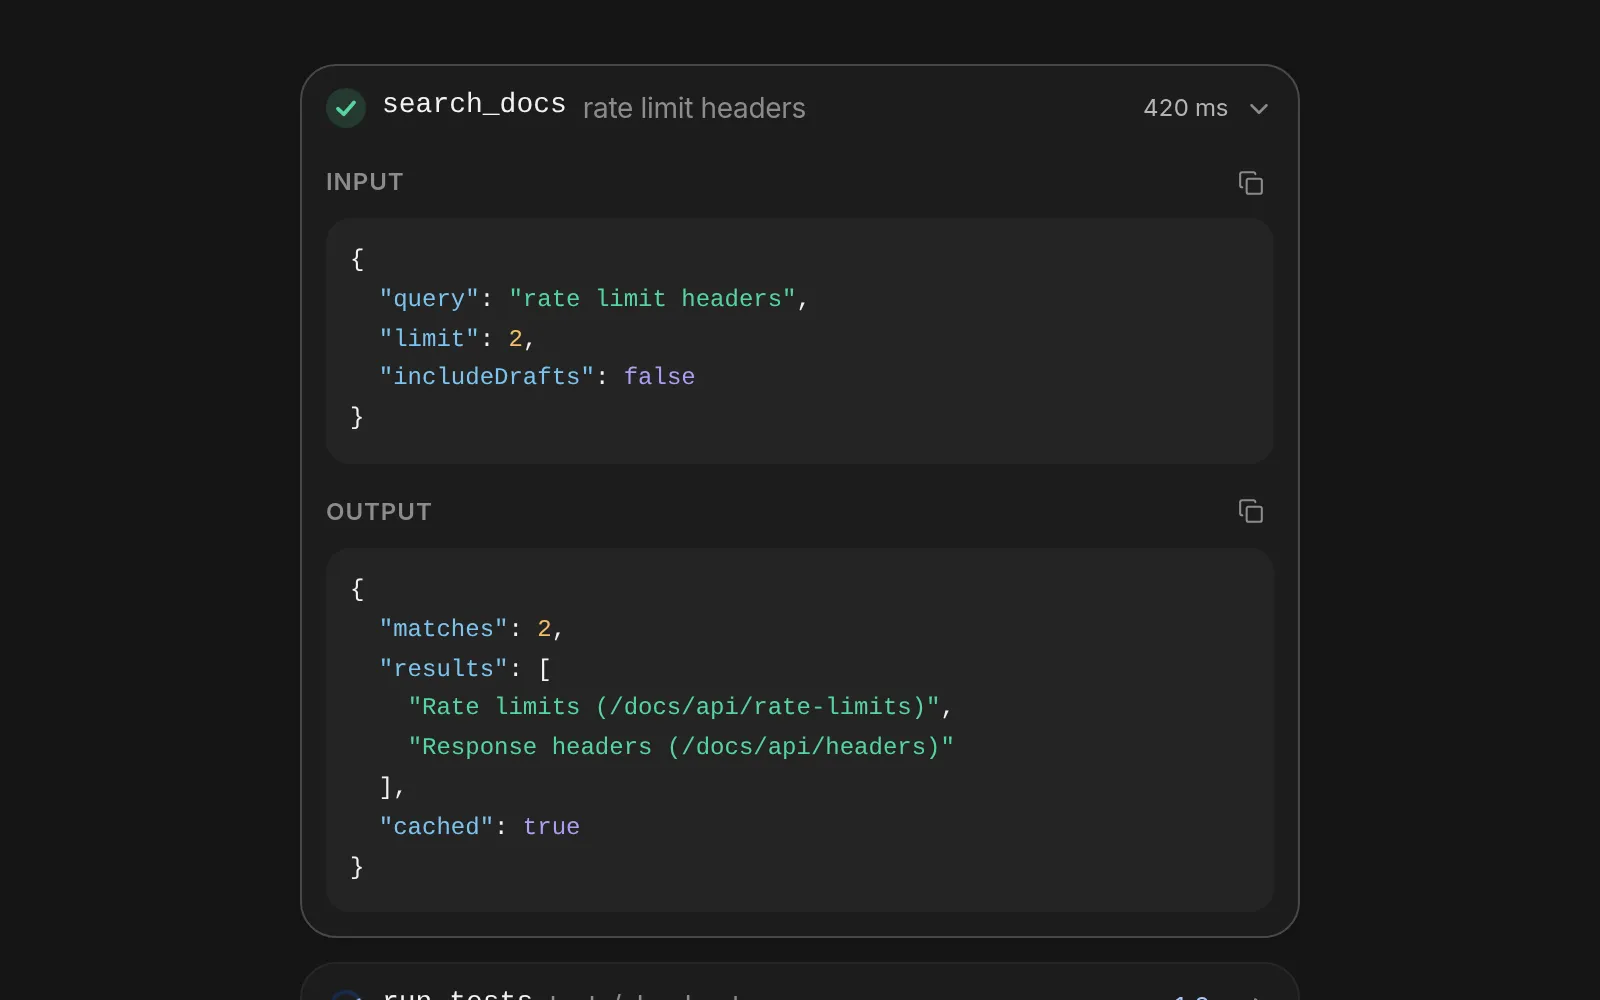 search_docs rate limit headers 420 ms
INPUT
{
  "query": "rate limit headers",
  "limit": 2,
  "includeDrafts": false
}
OUTPUT
{
  "matches": 2,
  "results": [
    "Rate limits (/docs/api/rate-limits)",
    "Response headers (/docs/api/headers)"
  ],
  "cached": true
}
run_tests